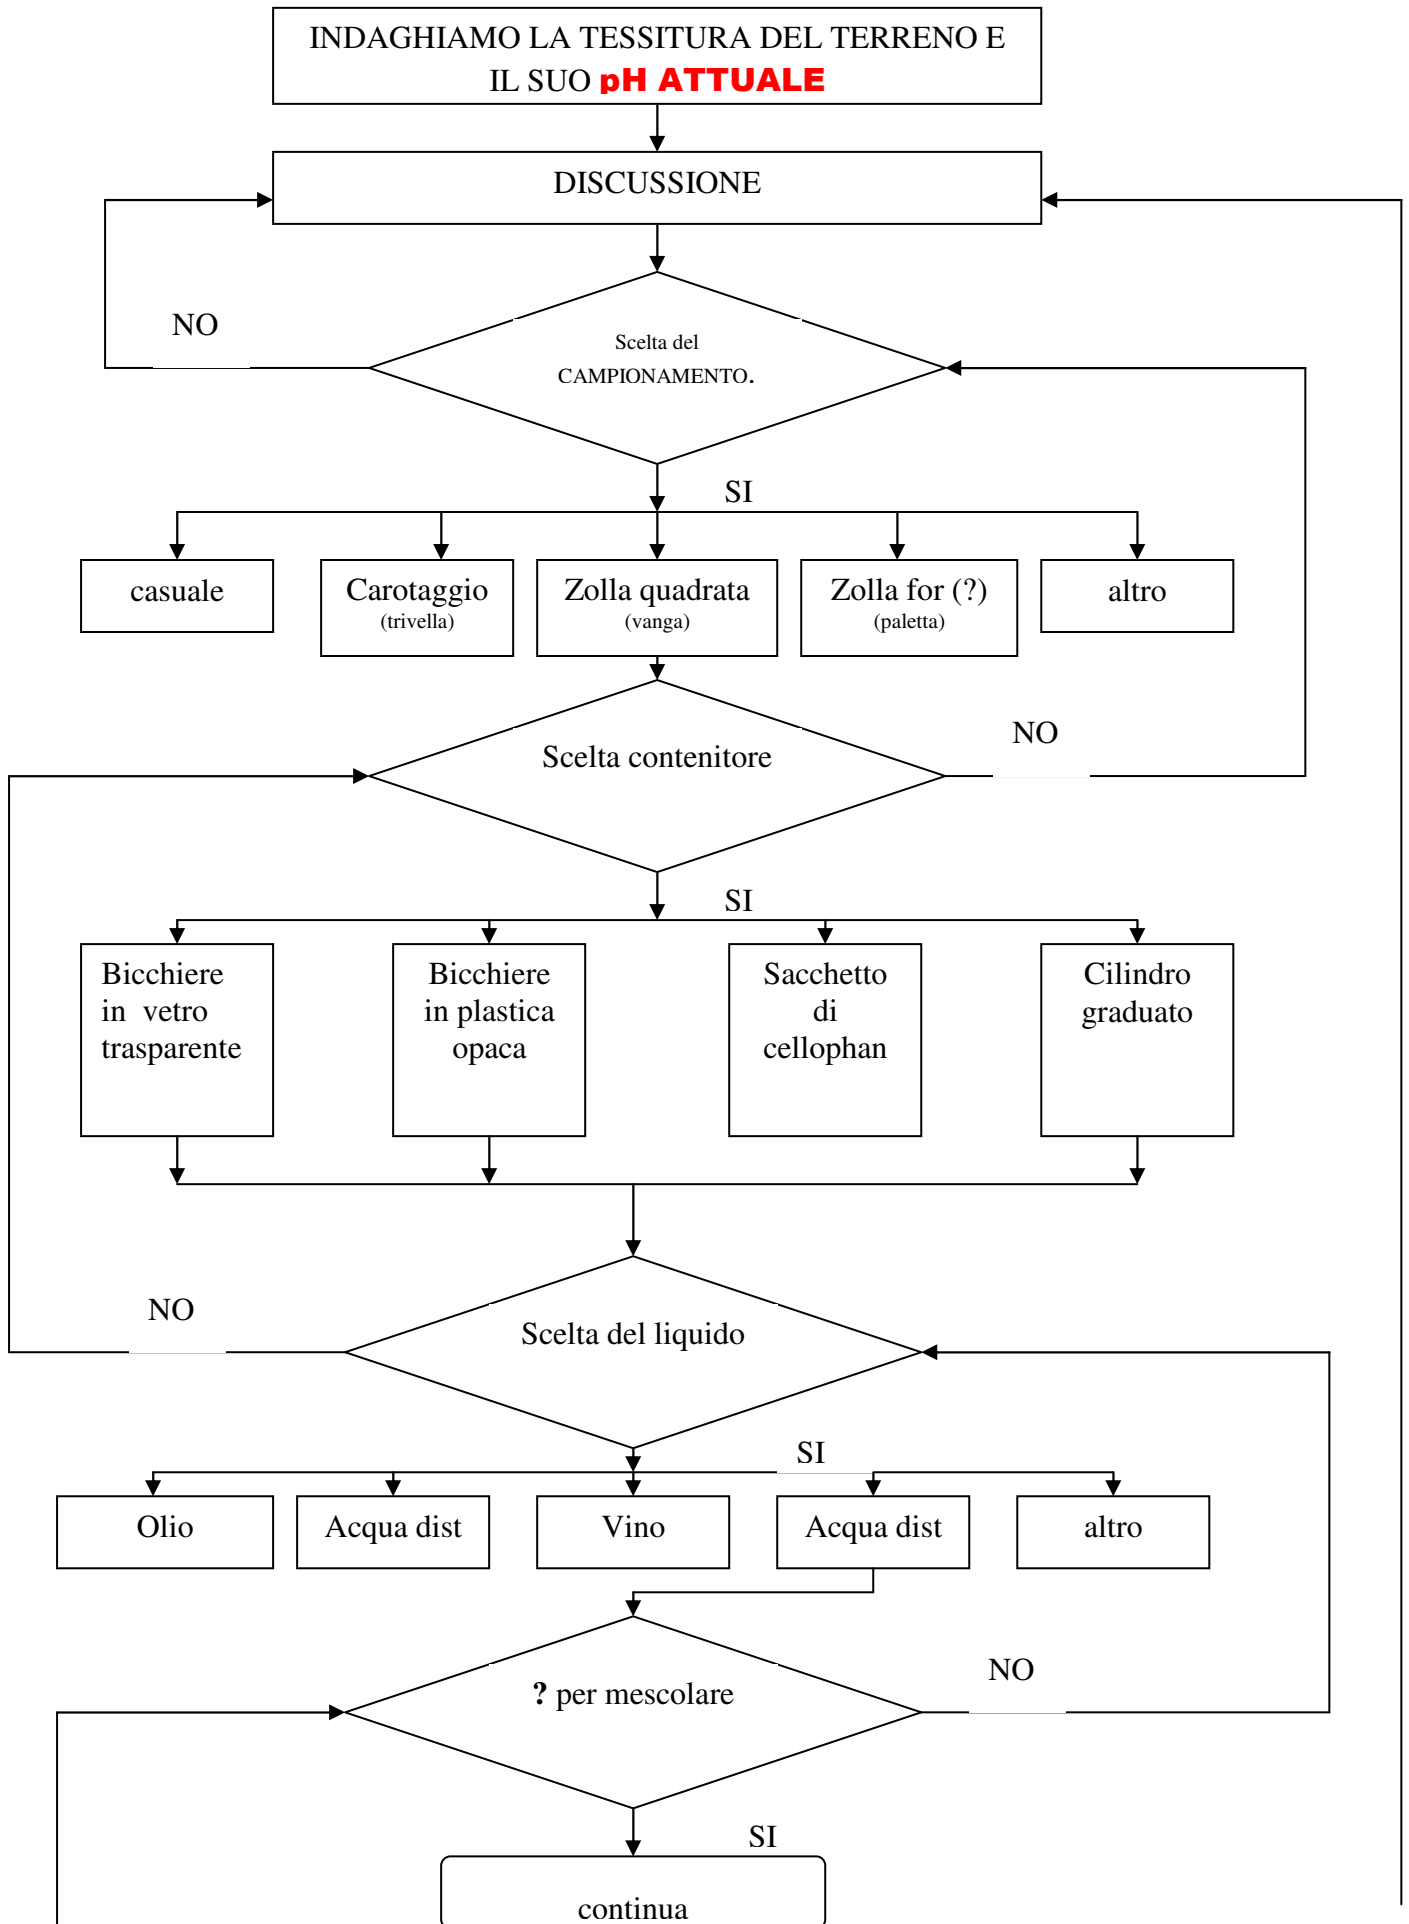 INDAGHIAMO LA TESSITURA DEL TERRENO E
IL SUO pH ATTUALE
DISCUSSIONE
NO
Scelta del
CAMPIONAMENTO.
SI
casuale
Carotaggio
(trivella)
Zolla quadrata
(vanga)
Zolla for (?)
(paletta)
altro
Scelta contenitore
NO
SI
Bicchiere
in vetro
trasparente
Bicchiere
in plastica
opaca
Sacchetto
di
cellophan
Cilindro
graduato
NO
Scelta del liquido
SI
Olio
Acqua dist
Vino
Acqua dist
altro
? per mescolare
NO
SI
continua